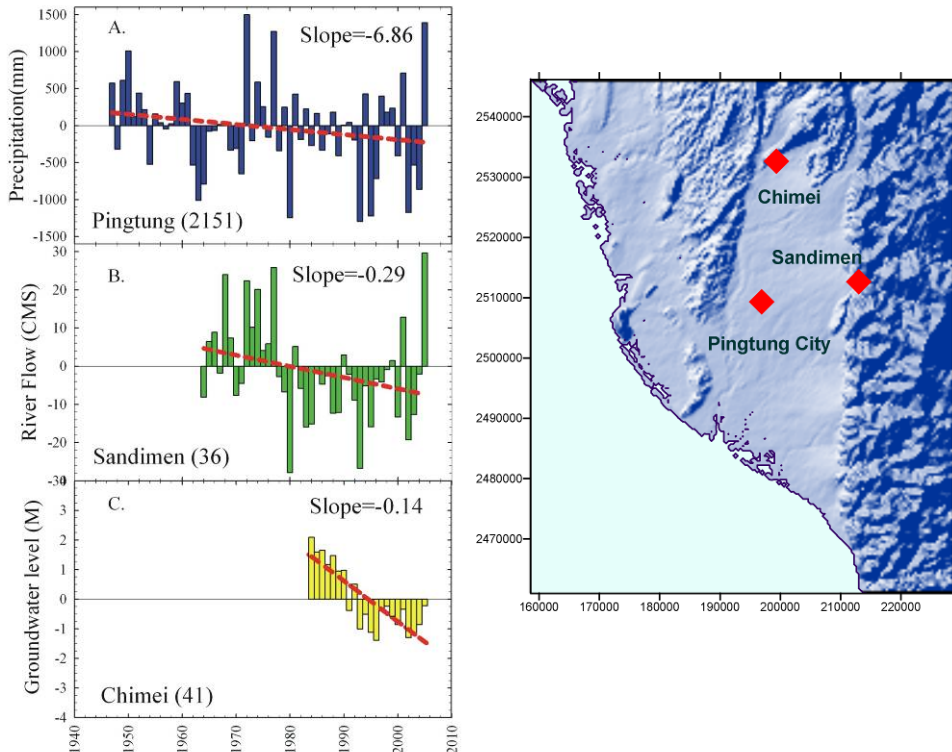 A.
Slope=-6.86
Precipitation(mm)
1500
1000
500
0
-500
-1000
-1500
Pingtung (2151)
B.
Slope=-0.29
River Flow (CMS)
30
20
10
0
-10
-20
-30
Sandimen (36)
C.
Slope=-0.14
Groundwater level (M)
4
3
2
1
0
-1
-2
-3
-4
Chimei (41)
1940 1950 1960 1970 1980 1990 2000 2010
2540000
2530000
2520000
2510000
2500000
2490000
2480000
2470000
Chimei
Sandimen
Pingtung City
160000 170000 180000 190000 200000 210000 220000